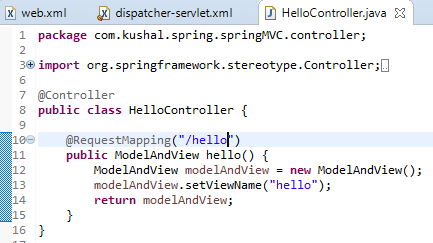 web.xml dispatcher-servlet.xml HelloController.java
1 package com.kushal.spring.springMVC.controller;
2
3 import org.springframework.stereotype.Controller;
6
7 @Controller
8 public class HelloController {
9
10 @RequestMapping("/hello")
11 public ModelAndView hello() {
12 ModelAndView modelAndView = new ModelAndView();
13 modelAndView.setViewName("hello");
14 return modelAndView;
15 }
16 }
17